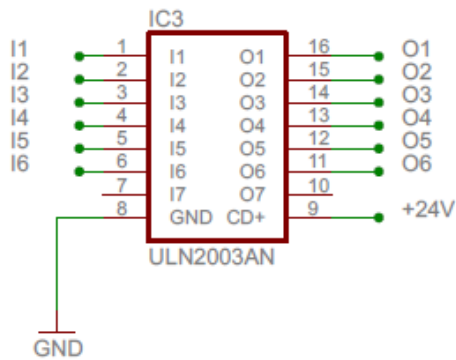 IC3
I1 1 I1 O1 16 O1
I2 2 I2 O2 15 O2
I3 3 I3 O3 14 O3
I4 4 I4 O4 13 O4
I5 5 I5 O5 12 O5
I6 6 I6 O6 11 O6
7 I7 O7 10
8 GND CD+ 9 +24V
ULN2003AN
GND